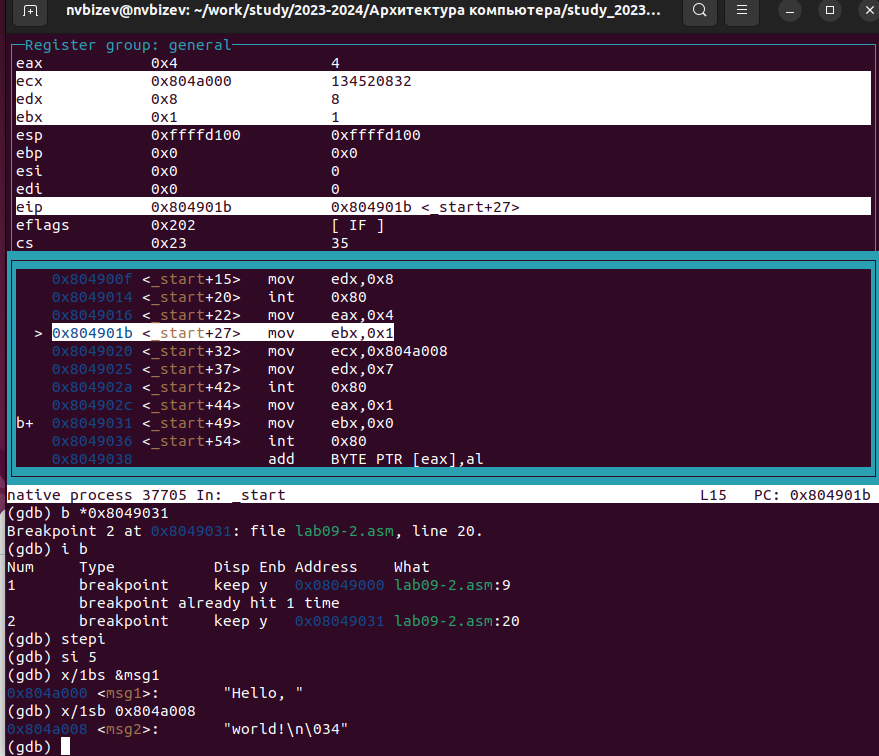 nvbizev@nvbizev: ~/work/study/2023-2024/Архитектура компьютера/study_2023...
Register group: general
eax 0x4 4
ecx 0x804a000 134520832
edx 0x8 8
ebx 0x1 1
esp 0xffffd100 0xffffd100
ebp 0x0 0x0
esi 0x0 0
edi 0x0 0
eip 0x804901b 0x804901b <_start+27>
eflags 0x202 [ IF ]
cs 0x23 35
0x804900f <_start+15> mov edx,0x8
0x8049014 <_start+20> int 0x80
0x8049016 <_start+22> mov eax,0x4
> 0x804901b <_start+27> mov ebx,0x1
0x8049020 <_start+32> mov ecx,0x804a008
0x8049025 <_start+37> mov edx,0x7
0x804902a <_start+42> int 0x80
0x804902c <_start+44> mov eax,0x1
b+ 0x8049031 <_start+49> mov ebx,0x0
0x8049036 <_start+54> int 0x80
0x8049038 add BYTE PTR [eax],al
native process 37705 In: _start L15 PC: 0x804901b
(gdb) b *0x8049031
Breakpoint 2 at 0x8049031: file lab09-2.asm, line 20.
(gdb) i b
Num Type Disp Enb Address What
1 breakpoint keep y 0x08049000 lab09-2.asm:9
breakpoint already hit 1 time
2 breakpoint keep y 0x08049031 lab09-2.asm:20
(gdb) stepi
(gdb) si 5
(gdb) x/1bs &msg1
0x804a000 <msg1>: "Hello, "
(gdb) x/1sb 0x804a008
0x804a008 <msg2>: "world!\n\034"
(gdb)